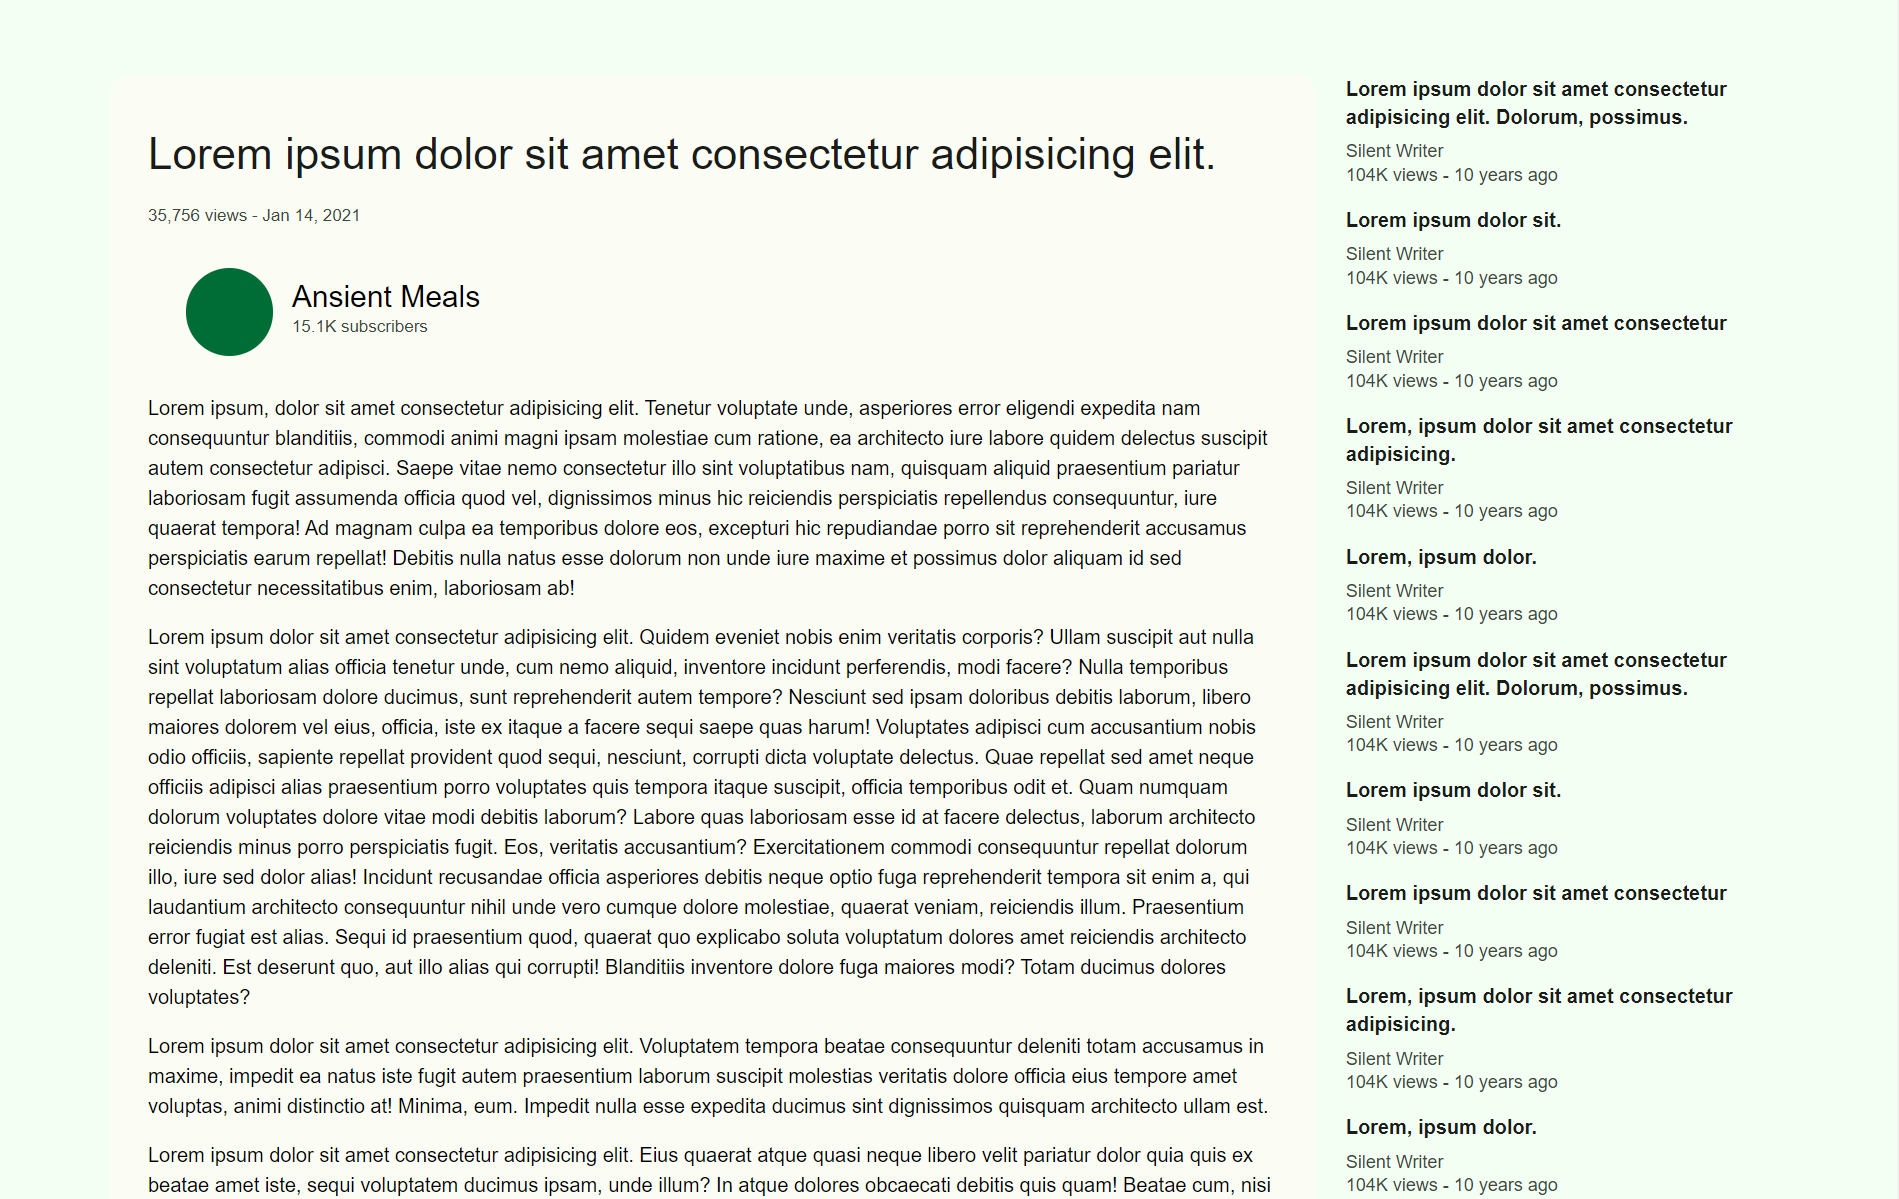 Lorem ipsum dolor sit amet consectetur adipisicing elit.
35,756 views - Jan 14, 2021
Ansient Meals
15.1K subscribers
Lorem ipsum, dolor sit amet consectetur adipisicing elit. Tenetur voluptate unde, asperiores error eligendi expedita nam
consequuntur blanditiis, commodi animi magni ipsam molestiae cum ratione, ea architecto iure labore quidem delectus suscipit
autem consectetur adipisci. Saepe vitae nemo consectetur illo sint voluptatibus nam, quisquam aliquid praesentium pariatur
laboriosam fugit assumenda officia quod vel, dignissimos minus hic reiciendis perspiciatis repellendus consequuntur, iure
quaerat tempora! Ad magnam culpa ea temporibus dolore eos, excepturi hic repudiandae porro sit reprehenderit accusamus
perspiciatis earum repellat! Debitis nulla natus esse dolorum non unde iure maxime et possimus dolor aliquam id sed
consectetur necessitatibus enim, laboriosam ab!
Lorem ipsum dolor sit amet consectetur adipisicing elit. Quidem eveniet nobis enim veritatis corporis? Ullam suscipit aut nulla
sint voluptatum alias officia tenetur unde, cum nemo aliquid, inventore incidunt perferendis, modi facere? Nulla temporibus
repellat laboriosam dolore ducimus, sunt reprehenderit autem tempore? Nesciunt sed ipsam doloribus debitis laborum, libero
maiores dolorem vel eius, officia, iste ex itaque a facere sequi saepe quas harum! Voluptates adipisci cum accusantium nobis
odio officiis, sapiente repellat provident quod sequi, nesciunt, corrupti dicta voluptate delectus. Quae repellat sed amet neque
officiis adipisci alias praesentium porro voluptates quis tempora itaque suscipit, officia temporibus odit et. Quam numquam
dolorum voluptates dolore vitae modi debitis laborum? Labore quas laboriosam esse id at facere delectus, laborum architecto
reiciendis minus porro perspiciatis fugit. Eos, veritatis accusantium? Exercitationem commodi consequuntur repellat dolorum
illo, iure sed dolor alias! Incidunt recusandae officia asperiores debitis neque optio fuga reprehenderit tempora sit enim a, qui
laudantium architecto consequuntur nihil unde vero cumque dolore molestiae, quaerat veniam, reiciendis illum. Praesentium
error fugiat est alias. Sequi id praesentium quod, quaerat quo explicabo soluta voluptatum dolores amet reiciendis architecto
deleniti. Est deserunt quo, aut illo alias qui corrupti! Blanditiis inventore dolore fuga maiores modi? Totam ducimus dolores
voluptates?
Lorem ipsum dolor sit amet consectetur adipisicing elit. Voluptatem tempora beatae consequuntur deleniti totam accusamus in
maxime, impedit ea natus iste fugit autem praesentium laborum suscipit molestias veritatis dolore officia eius tempore amet
voluptas, animi distinctio at! Minima, eum. Impedit nulla esse expedita ducimus sint dignissimos quisquam architecto ullam est.
Lorem ipsum dolor sit amet consectetur adipisicing elit. Eius quaerat atque quasi neque libero velit pariatur dolor quia quis ex
beatae amet iste, sequi voluptatem ducimus ipsam, unde illum? In atque dolores obcaecati debitis quis quam! Beatae cum, nisi
Lorem ipsum dolor sit amet consectetur
adipisicing elit. Dolorum, possimus.
Silent Writer
104K views - 10 years ago
Lorem ipsum dolor sit.
Silent Writer
104K views - 10 years ago
Lorem ipsum dolor sit amet consectetur
Silent Writer
104K views - 10 years ago
Lorem, ipsum dolor sit amet consectetur
adipisicing.
Silent Writer
104K views - 10 years ago
Lorem, ipsum dolor.
Silent Writer
104K views - 10 years ago
Lorem ipsum dolor sit amet consectetur
adipisicing elit. Dolorum, possimus.
Silent Writer
104K views - 10 years ago
Lorem ipsum dolor sit.
Silent Writer
104K views - 10 years ago
Lorem ipsum dolor sit amet consectetur
Silent Writer
104K views - 10 years ago
Lorem, ipsum dolor sit amet consectetur
adipisicing.
Silent Writer
104K views - 10 years ago
Lorem, ipsum dolor.
Silent Writer
104K views - 10 years ago